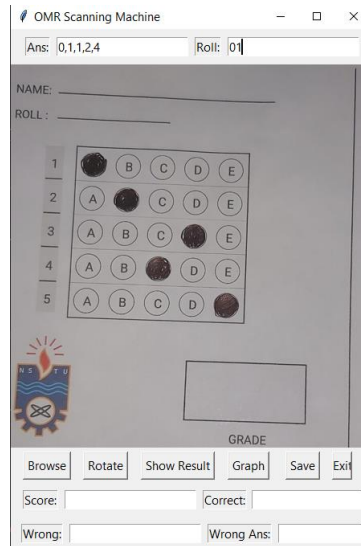 OMR Scanning Machine
Ans: 0,1,1,2,4 Roll: 01
NAME:
ROLL :
1 B C D E
2 A C D E
3 A B C E
4 A B D E
5 A B C D
NSTU
GRADE
Browse Rotate Show Result Graph Save Exit
Score: Correct:
Wrong: Wrong Ans: